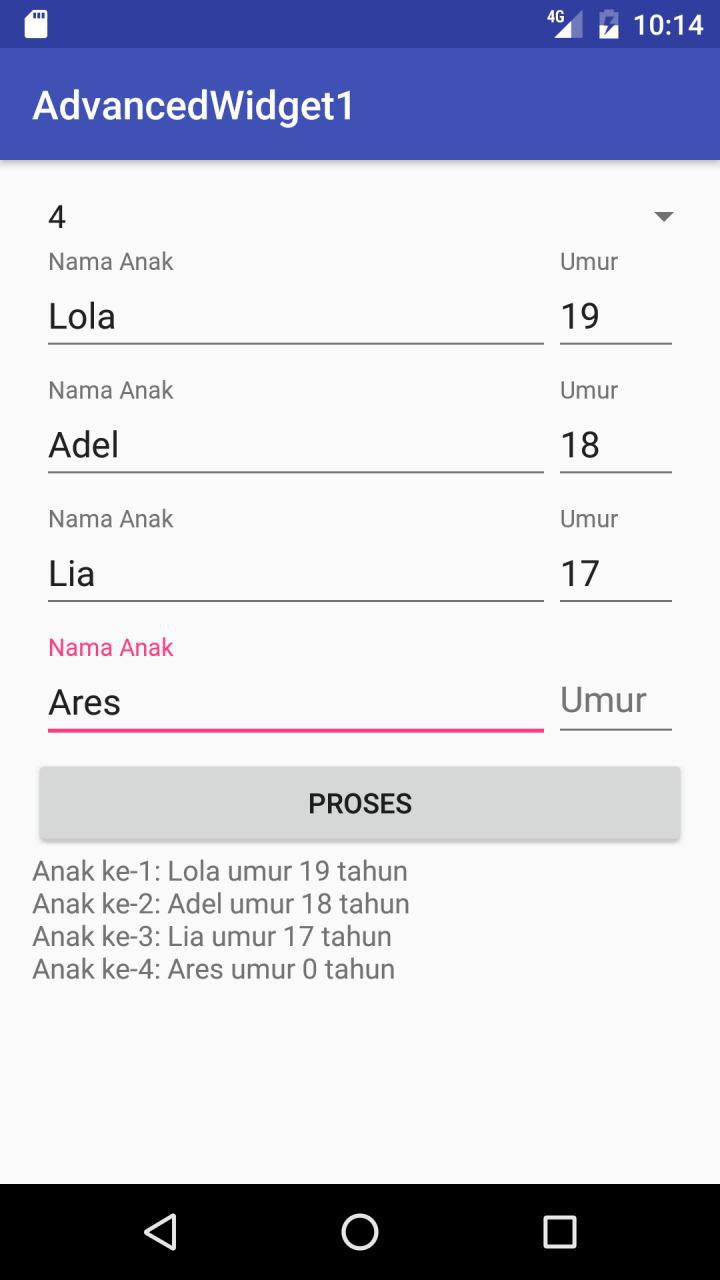 4G 10:14
AdvancedWidget1
4
Nama Anak Umur
Lola 19
Nama Anak Umur
Adel 18
Nama Anak Umur
Lia 17
Nama Anak
Ares Umur
PROSES
Anak ke-1: Lola umur 19 tahun
Anak ke-2: Adel umur 18 tahun
Anak ke-3: Lia umur 17 tahun
Anak ke-4: Ares umur 0 tahun